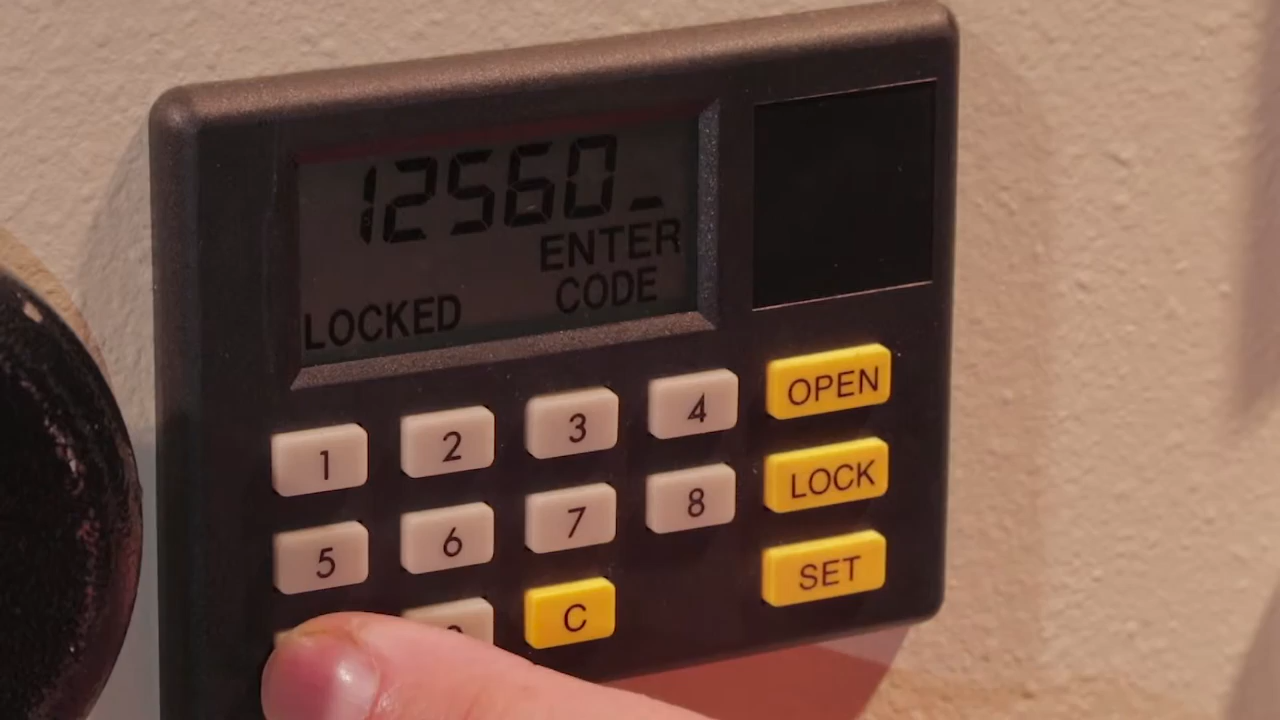 12560_
ENTER
CODE
LOCKED
1 2 3 4 OPEN
5 6 7 8 LOCK
C SET